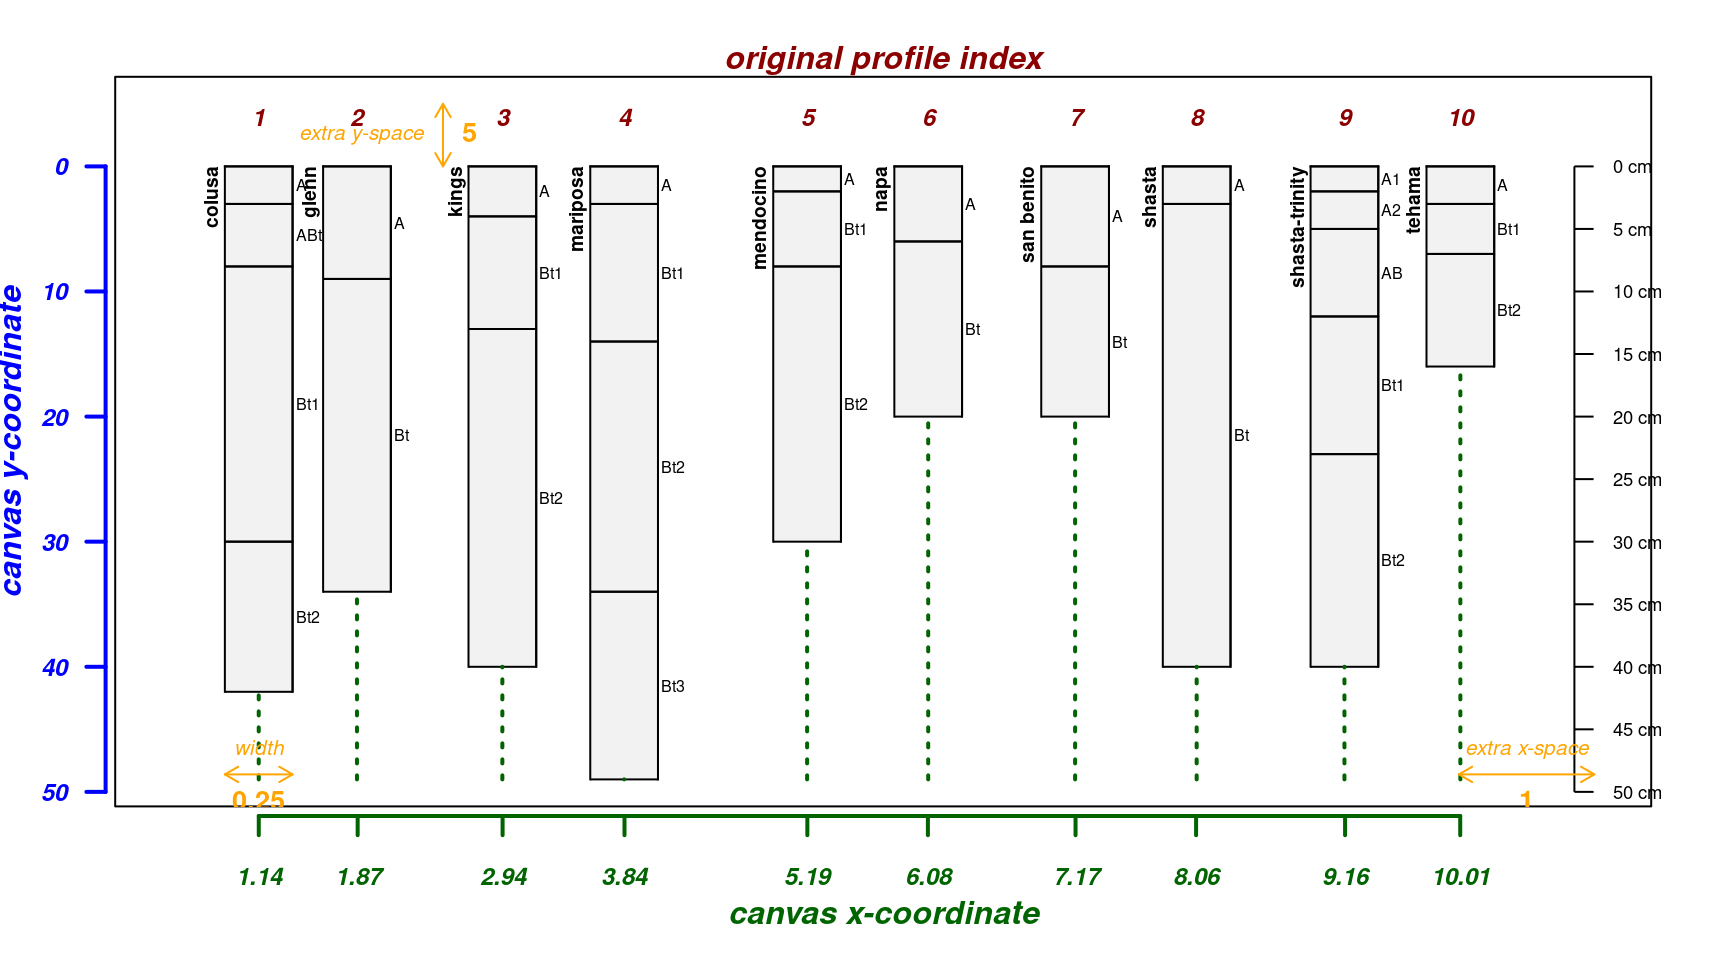 original profile index
1 2 3 4 5 6 7 8 9 10
extra y-space 5
canvas y-coordinate
0
10
20
30
40
50
colusa
A
ABt
Bt1
Bt2
glenn
A
Bt
kings
A
Bt1
Bt2
mariposa
A
Bt1
Bt2
Bt3
mendocino
A
Bt1
Bt2
napa
A
Bt
san benito
A
Bt
shasta
A
Bt
shasta-trinity
A1
A2
AB
Bt1
Bt2
tehama
A
Bt1
Bt2
0 cm
5 cm
10 cm
15 cm
20 cm
25 cm
30 cm
35 cm
40 cm
45 cm
50 cm
width
0.25
extra x-space
1
1.14 1.87 2.94 3.84 5.19 6.08 7.17 8.06 9.16 10.01
canvas x-coordinate